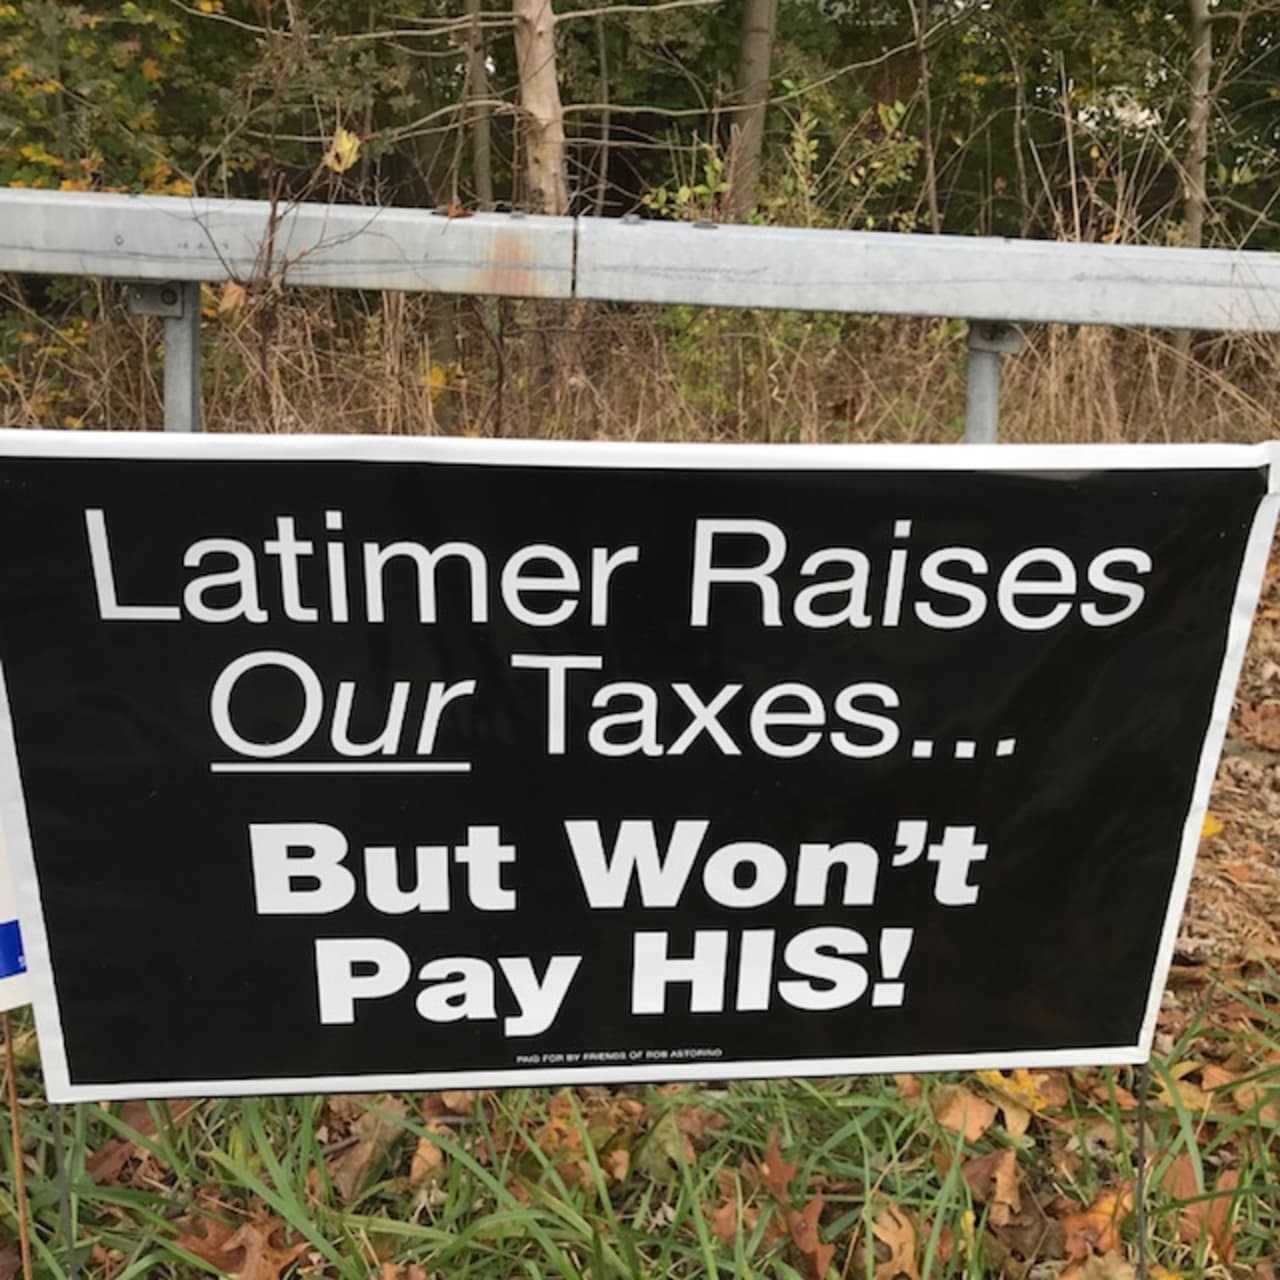 Latimer Raises
Our Taxes...
But Won't
Pay HIS!
PAID FOR BY FRIENDS OF ROB ASTORINO